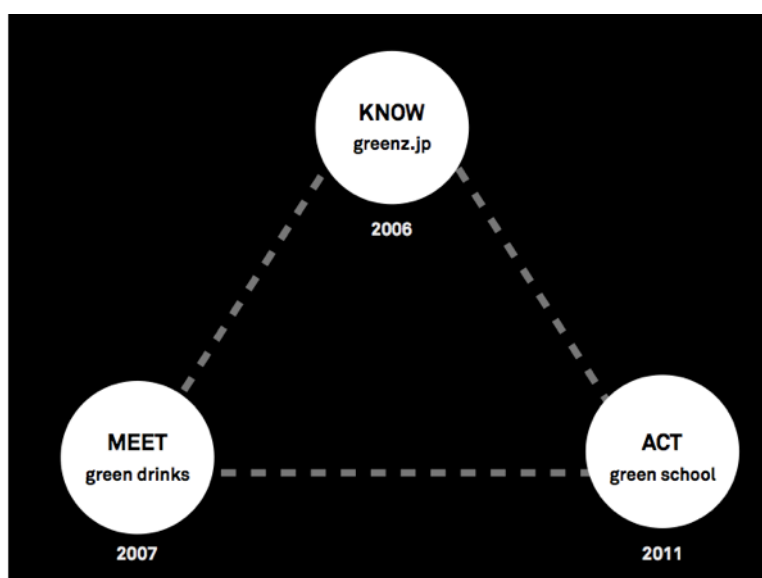 KNOW
greenz.jp
2006
MEET
green drinks
2007
ACT
green school
2011